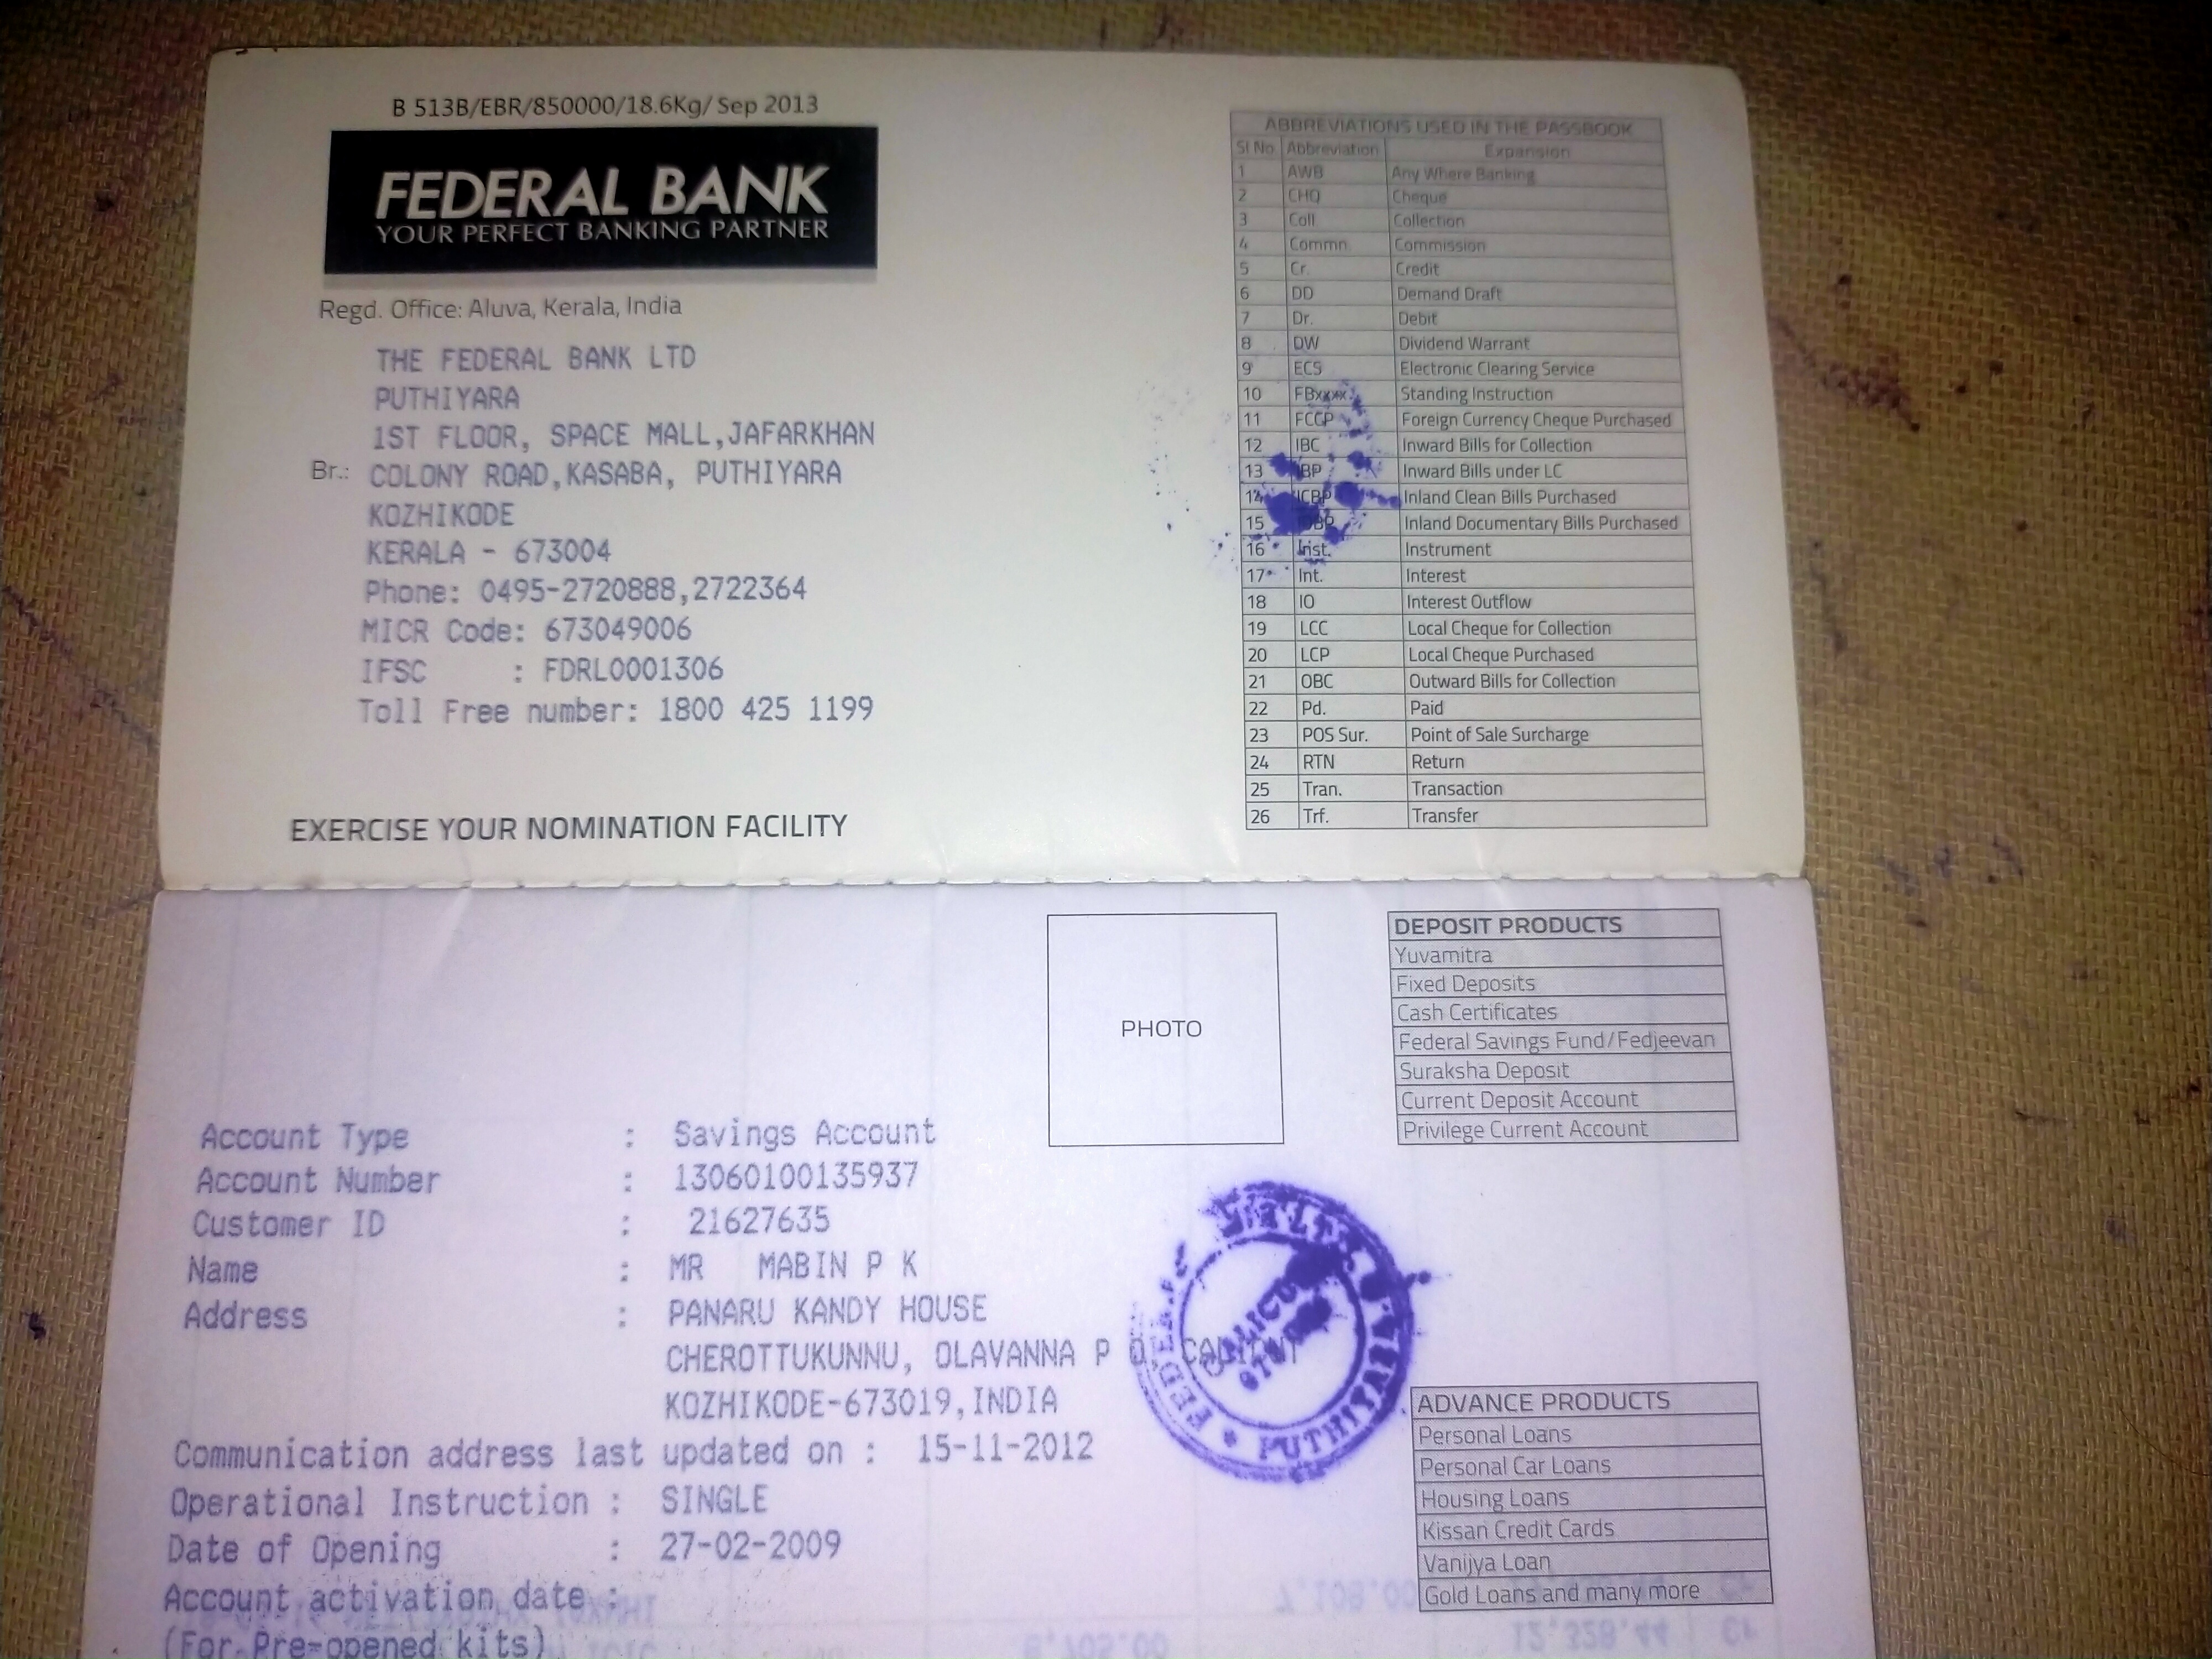 B 513B/EBR/850000/18.6Kg/ Sep 2013
FEDERAL BANK
YOUR PERFECT BANKING PARTNER
Regd. Office: Aluva, Kerala, India
THE FEDERAL BANK LTD
PUTHIYARA
1ST FLOOR, SPACE MALL,JAFARKHAN
Br.: COLONY ROAD,KASABA, PUTHIYARA
KOZHIKODE
KERALA - 673004
Phone: 0495-2720888,2722364
MICR Code: 673049006
IFSC : FDRL0001306
Toll Free number: 1800 425 1199
EXERCISE YOUR NOMINATION FACILITY
ABBREVIATIONS USED IN THE PASSBOOK
Sl No Abbreviation Expansion
1 AWB Any Where Banking
2 CHQ Cheque
3 Coll Collection
4 Commn. Commission
5 Cr. Credit
6 DD Demand Draft
7 Dr. Debit
8 DW Dividend Warrant
9 ECS Electronic Clearing Service
10 FBxxxx Standing Instruction
11 FCCP Foreign Currency Cheque Purchased
12 IBC Inward Bills for Collection
13 Inward Bills under LC
14 ICBP Inland Clean Bills Purchased
15 Inland Documentary Bills Purchased
16 Inst. Instrument
17 Int. Interest
18 IO Interest Outflow
19 LCC Local Cheque for Collection
20 LCP Local Cheque Purchased
21 OBC Outward Bills for Collection
22 Pd. Paid
23 POS Sur. Point of Sale Surcharge
24 RTN Return
25 Tran. Transaction
26 Trf. Transfer
PHOTO
DEPOSIT PRODUCTS
Yuvamitra
Fixed Deposits
Cash Certificates
Federal Savings Fund/Fedjeevan
Suraksha Deposit
Current Deposit Account
Privilege Current Account
Account Type : Savings Account
Account Number : 13060100135937
Customer ID : 21627635
Name : MR MABIN P K
Address : PANARU KANDY HOUSE
CHEROTTUKUNNU, OLAVANNA P O, CALICUT
KOZHIKODE-673019,INDIA
Communication address last updated on : 15-11-2012
Operational Instruction : SINGLE
Date of Opening : 27-02-2009
Account activation date :
(For Pre-opened kits)
FEDERAL
PUTHIYARA
ADVANCE PRODUCTS
Personal Loans
Personal Car Loans
Housing Loans
Kissan Credit Cards
Vanijya Loan
Gold Loans and many more